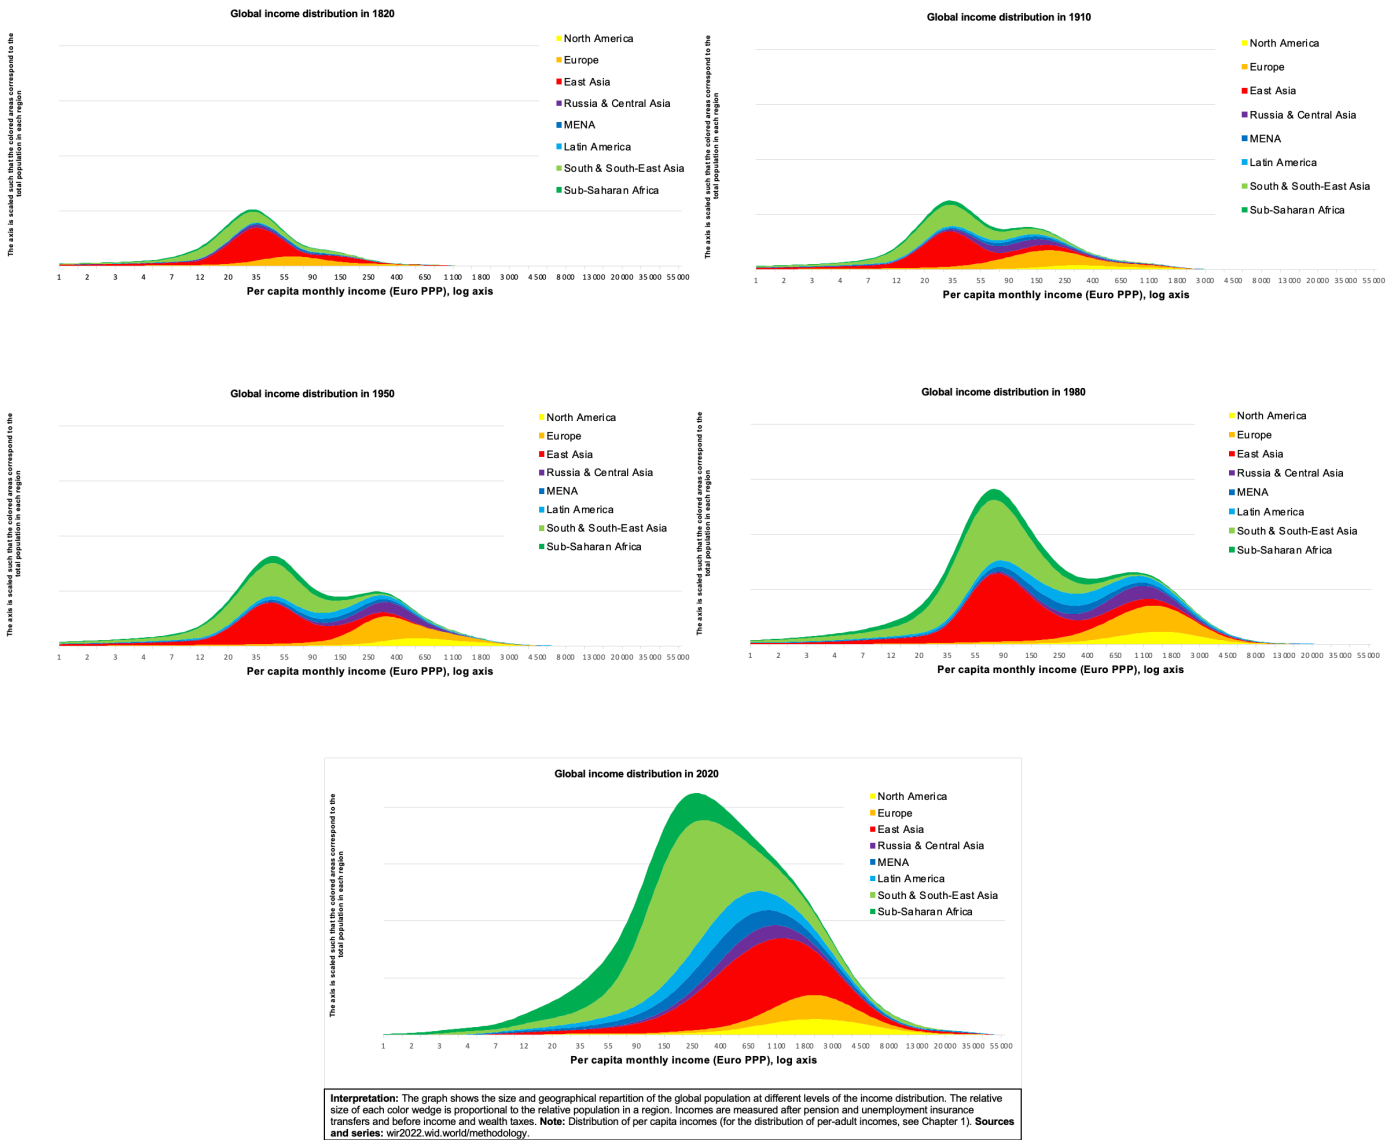 Global income distribution in 1820
The axis is scaled such that the colored areas correspond to the
total population in each region
North America
Europe
East Asia
Russia & Central Asia
MENA
Latin America
South & South-East Asia
Sub-Saharan Africa
1 2 3 4 7 12 20 35 55 90 150 250 400 650 1 100 1 800 3 000 4 500 8 000 13 000 20 000 35 000 55 000
Per capita monthly income (Euro PPP), log axis
Global income distribution in 1910
The axis is scaled such that the colored areas correspond to the
total population in each region
North America
Europe
East Asia
Russia & Central Asia
MENA
Latin America
South & South-East Asia
Sub-Saharan Africa
1 2 3 4 7 12 20 35 55 90 150 250 400 650 1 100 1 800 3 000 4 500 8 000 13 000 20 000 35 000 55 000
Per capita monthly income (Euro PPP), log axis
Global income distribution in 1950
The axis is scaled such that the colored areas correspond to the
total population in each region
North America
Europe
East Asia
Russia & Central Asia
MENA
Latin America
South & South-East Asia
Sub-Saharan Africa
1 2 3 4 7 12 20 35 55 90 150 250 400 650 1 100 1 800 3 000 4 500 8 000 13 000 20 000 35 000 55 000
Per capita monthly income (Euro PPP), log axis
Global income distribution in 1980
The axis is scaled such that the colored areas correspond to the
total population in each region
North America
Europe
East Asia
Russia & Central Asia
MENA
Latin America
South & South-East Asia
Sub-Saharan Africa
1 2 3 4 7 12 20 35 55 90 150 250 400 650 1 100 1 800 3 000 4 500 8 000 13 000 20 000 35 000 55 000
Per capita monthly income (Euro PPP), log axis
Global income distribution in 2020
The axis is scaled such that the colored areas correspond to the
total population in each region
North America
Europe
East Asia
Russia & Central Asia
MENA
Latin America
South & South-East Asia
Sub-Saharan Africa
1 2 3 4 7 12 20 35 55 90 150 250 400 650 1 100 1 800 3 000 4 500 8 000 13 000 20 000 35 000 55 000
Per capita monthly income (Euro PPP), log axis
Interpretation: The graph shows the size and geographical repartition of the global population at different levels of the income distribution. The relative
size of each color wedge is proportional to the relative population in a region. Incomes are measured after pension and unemployment insurance
transfers and before income and wealth taxes. Note: Distribution of per capita incomes (for the distribution of per-adult incomes, see Chapter 1). Sources
and series: wir2022.wid.world/methodology.